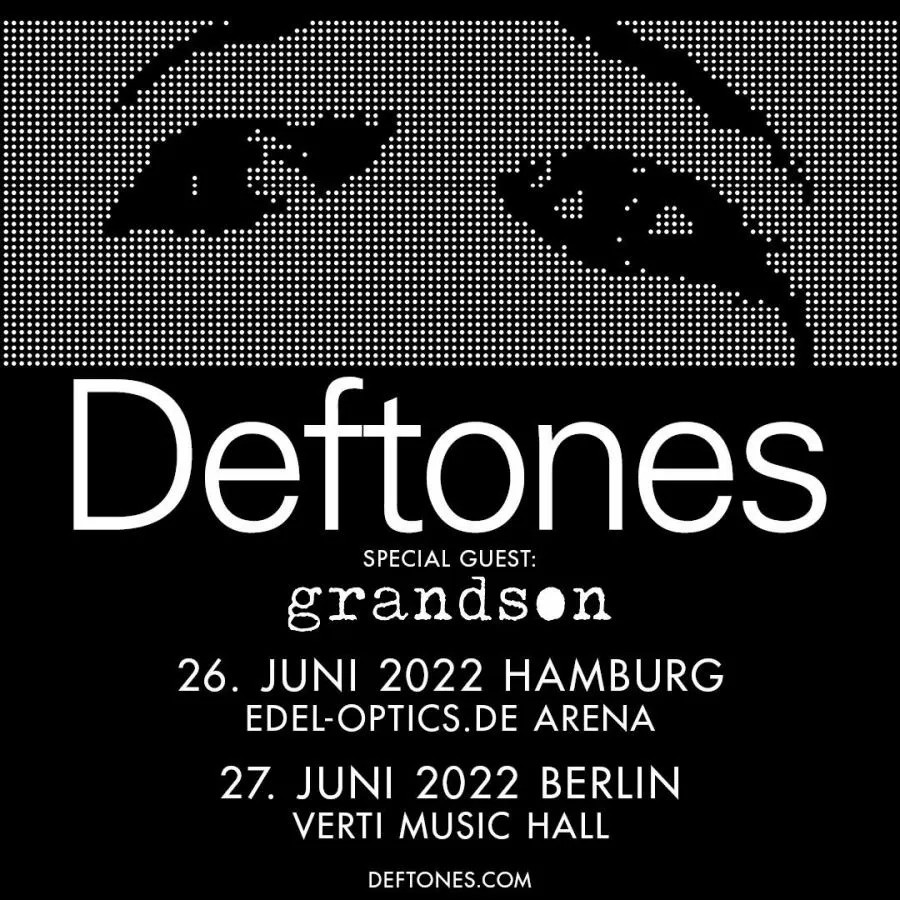 Deftones
SPECIAL GUEST:
grandson
26. JUNI 2022 HAMBURG
EDEL-OPTICS.DE ARENA
27. JUNI 2022 BERLIN
VERTI MUSIC HALL
DEFTONES.COM